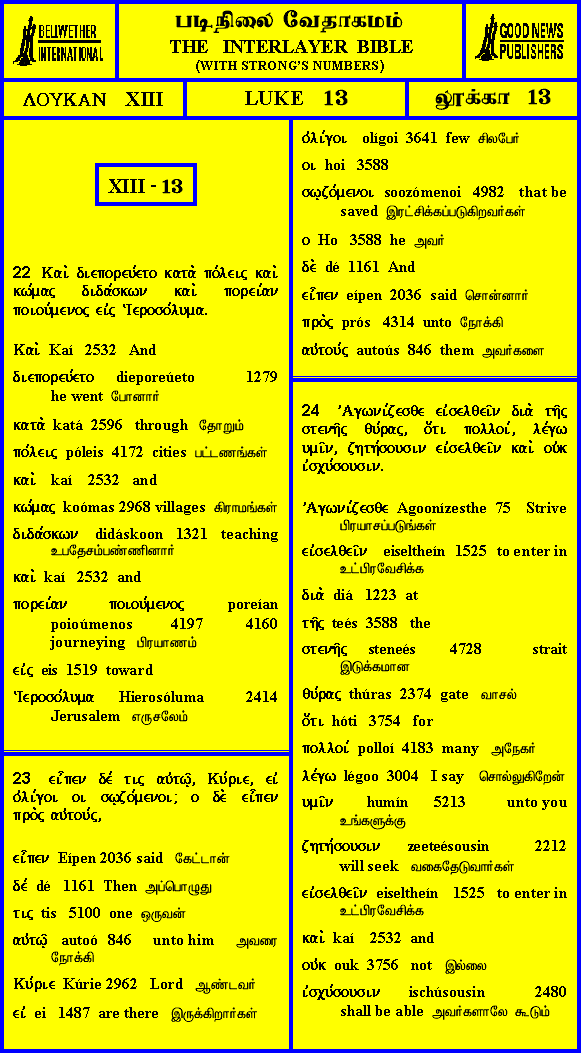 BELLWETHER
INTERNATIONAL
படிநிலை வேதாகமம்
THE INTERLAYER BIBLE
(WITH STRONG'S NUMBERS)
GOOD NEWS
PUBLISHERS
ΛΟΥΚΑΝ XIII
LUKE 13
லூக்கா 13
XIII - 13
22 Καὶ διεπορεύετο κατὰ πόλεις καὶ
κώμας διδάσκων καὶ πορείαν
ποιούμενος εἰς Ἱεροσόλυμα.
Καὶ Kaí 2532 And
διεπορεύετο dieporeúeto 1279
he went போனார்
κατὰ katá 2596 through தோறும்
πόλεις póleis 4172 cities பட்டணங்கள்
καὶ kaí 2532 and
κώμας koómas 2968 villages கிராமங்கள்
διδάσκων didáskoon 1321 teaching
உபதேசம்பண்ணினார்
καὶ kaí 2532 and
πορείαν ποιούμενος poreían
poioúmenos 4197 4160
journeying பிரயாணம்
εἰς eis 1519 toward
Ἱεροσόλυμα Hierosóluma 2414
Jerusalem எருசலேம்
23 εἶπεν δέ τις αὐτῷ, Κύριε, εἰ
ὀλίγοι οι σῳζόμενοι; ο δὲ εἶπεν
πρὸς αὐτούς,
εἶπεν Eípen 2036 said கேட்டான்
δέ dé 1161 Then அப்பொழுது
τις tis 5100 one ஒருவன்
αὐτῷ autoó 846 unto him அவரை
நோக்கி
Κύριε Kúrie 2962 Lord ஆண்டவர்
εἰ ei 1487 are there இருக்கிறார்கள்
ὀλίγοι olígoi 3641 few சிலபேர்
οι hoi 3588
σῳζόμενοι soozómenoi 4982 that be
saved இரட்சிக்கப்படுகிறவர்கள்
ο Ho 3588 he அவர்
δὲ dé 1161 And
εἶπεν eípen 2036 said சொன்னார்
πρὸς prós 4314 unto நோக்கி
αὐτούς autoús 846 them அவர்களை
24 Ἀγωνίζεσθε εἰσελθεῖν διὰ τῆς
στενῆς θύρας, ὅτι πολλοί, λέγω
υμῖν, ζητήσουσιν εἰσελθεῖν καὶ οὐκ
ἰσχύσουσιν.
Ἀγωνίζεσθε Agoonízesthe 75 Strive
பிரயாசப்படுங்கள்
εἰσελθεῖν eiseltheín 1525 to enter in
உட்பிரவேசிக்க
διὰ diá 1223 at
τῆς teés 3588 the
στενῆς steneés 4728 strait
இடுக்கமான
θύρας thúras 2374 gate வாசல்
ὅτι hóti 3754 for
πολλοί polloí 4183 many அநேகர்
λέγω légoo 3004 I say சொல்லுகிறேன்
υμῖν humín 5213 unto you
உங்களுக்கு
ζητήσουσιν zeeteésousin 2212
will seek வகைதேடுவார்கள்
εἰσελθεῖν eiseltheín 1525 to enter in
உட்பிரவேசிக்க
καὶ kaí 2532 and
οὐκ ouk 3756 not இல்லை
ἰσχύσουσιν ischúsousin 2480
shall be able அவர்களாலே கூடும்